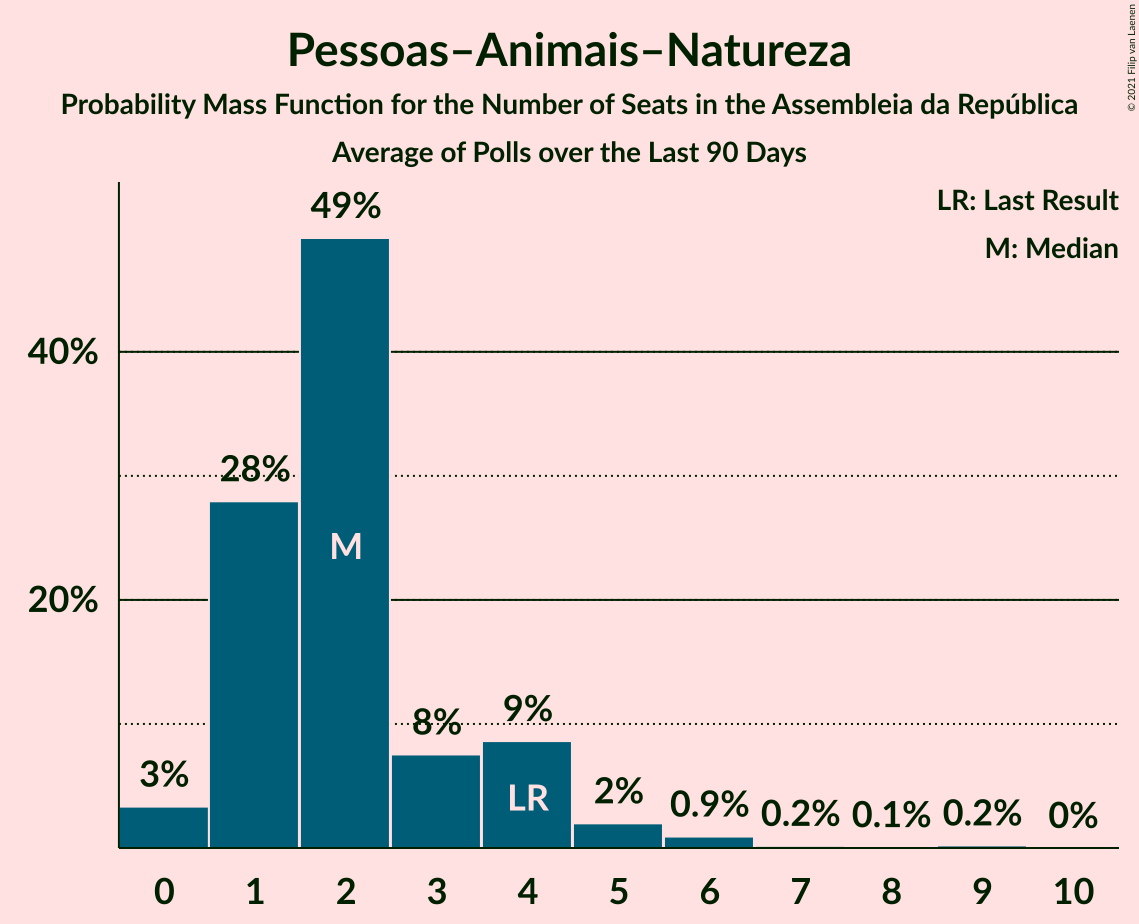 Pessoas–Animais–Natureza
Probability Mass Function for the Number of Seats in the Assembleia da República
Average of Polls over the Last 90 Days
© 2021 Filip van Laenen
LR: Last Result
M: Median
49%
40%
28%
M
20%
9%
8%
3%
LR
2%
0.9%
0.2%
0.1%
0.2%
0%
0 1 2 3 4 5 6 7 8 9 10